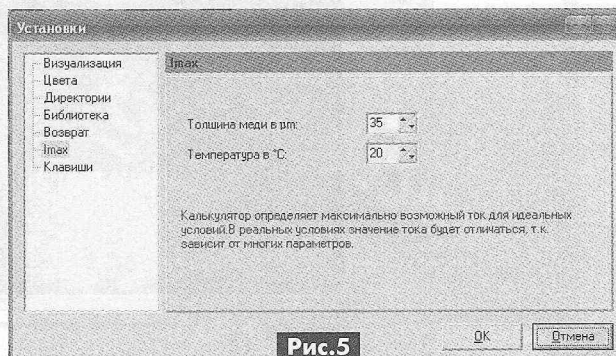 Установки
Визуализация
Цвета
Директории
Библиотека
Возврат
Imax
Клавиши
Imax
Толщина меди в µm:
35
Температура в °C:
20
Калькулятор определяет максимально возможный ток для идеальных
условий.В реальных условиях значение тока будет отличаться, т.к.
зависит от многих параметров.
OK
Отмена
Рис.5